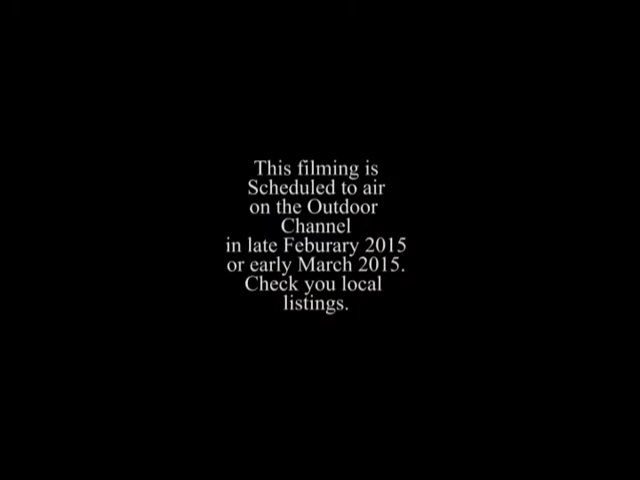 This filming is
Scheduled to air
on the Outdoor
Channel
in late Feburary 2015
or early March 2015.
Check you local
listings.